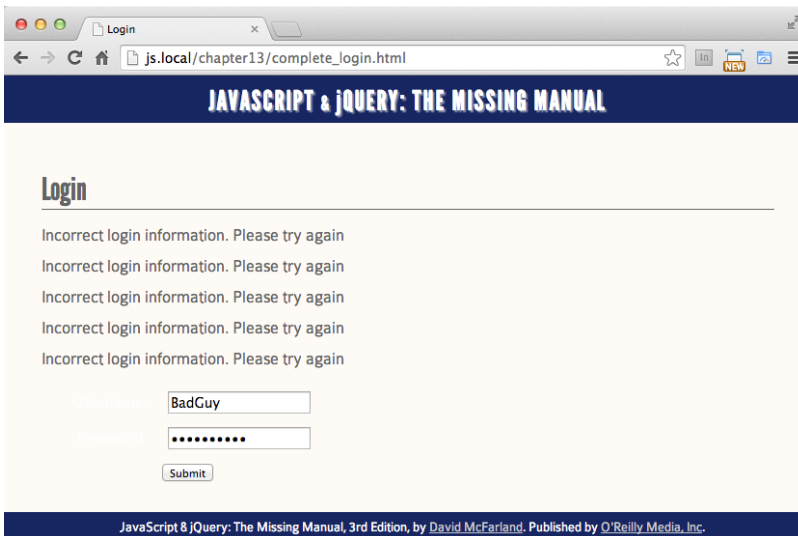 Login
js.local/chapter13/complete_login.html
In
NEW
JAVASCRIPT & jQUERY: THE MISSING MANUAL
Login
Incorrect login information. Please try again
Incorrect login information. Please try again
Incorrect login information. Please try again
Incorrect login information. Please try again
Incorrect login information. Please try again
BadGuy
••••••••••
Submit
JavaScript & jQuery: The Missing Manual, 3rd Edition, by David McFarland. Published by O'Reilly Media, Inc.